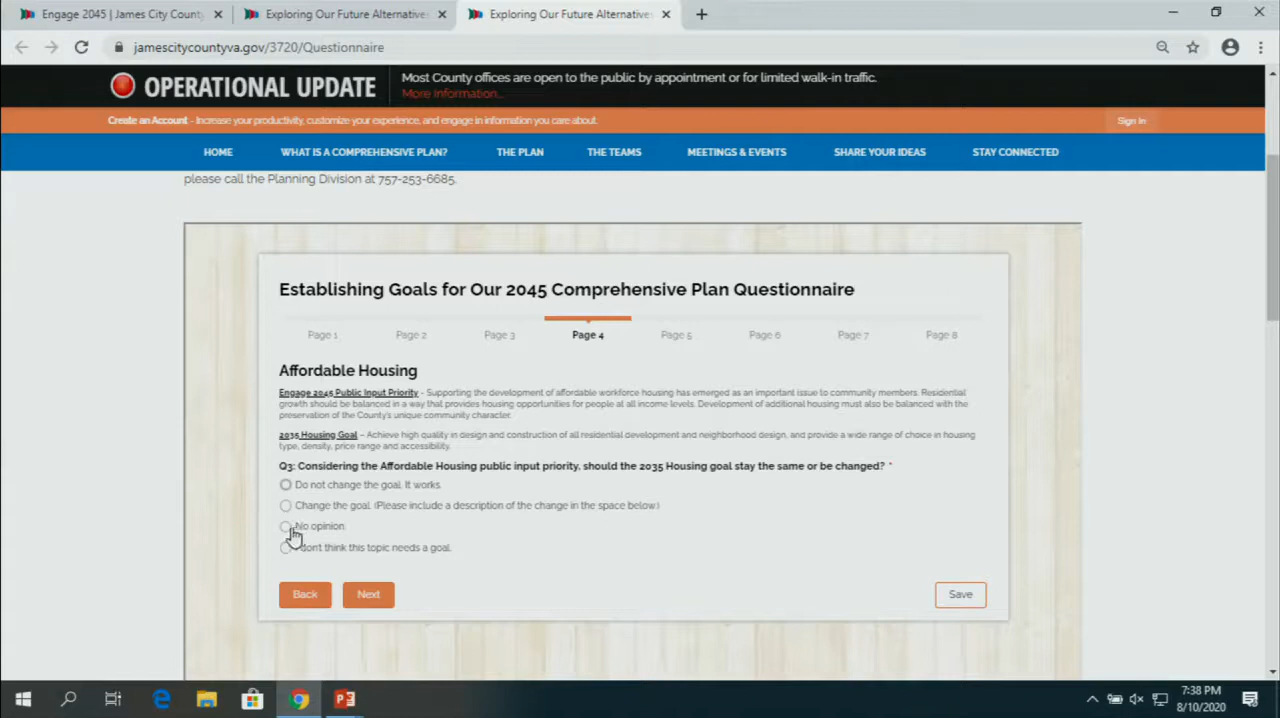 Engage 2045 | James City County
Exploring Our Future Alternative
Exploring Our Future Alternative
jamescitycountyva.gov/3720/Questionnaire
OPERATIONAL UPDATE
Most County offices are open to the public by appointment or for limited walk-in traffic.
More Information...
Create an Account - Increase your productivity, customize your experience, and engage in information you care about.
Sign In
HOME WHAT IS A COMPREHENSIVE PLAN? THE PLAN THE TEAMS MEETINGS & EVENTS SHARE YOUR IDEAS STAY CONNECTED
please call the Planning Division at 757-253-6685.
Establishing Goals for Our 2045 Comprehensive Plan Questionnaire
Page 1 Page 2 Page 3 Page 4 Page 5 Page 6 Page 7 Page 8
Affordable Housing
Engage 2045 Public Input Priority - Supporting the development of affordable workforce housing has emerged as an important issue to community members. Residential
growth should be balanced in a way that provides housing opportunities for people at all income levels. Development of additional housing must also be balanced with the
preservation of the County's unique community character.
2035 Housing Goal – Achieve high quality in design and construction of all residential development and neighborhood design, and provide a wide range of choice in housing
type, density, price range and accessibility.
Q3: Considering the Affordable Housing public input priority, should the 2035 Housing goal stay the same or be changed? *
Do not change the goal. It works.
Change the goal. (Please include a description of the change in the space below)
No opinion.
don't think this topic needs a goal.
Back Next Save
7:38 PM
8/10/2020